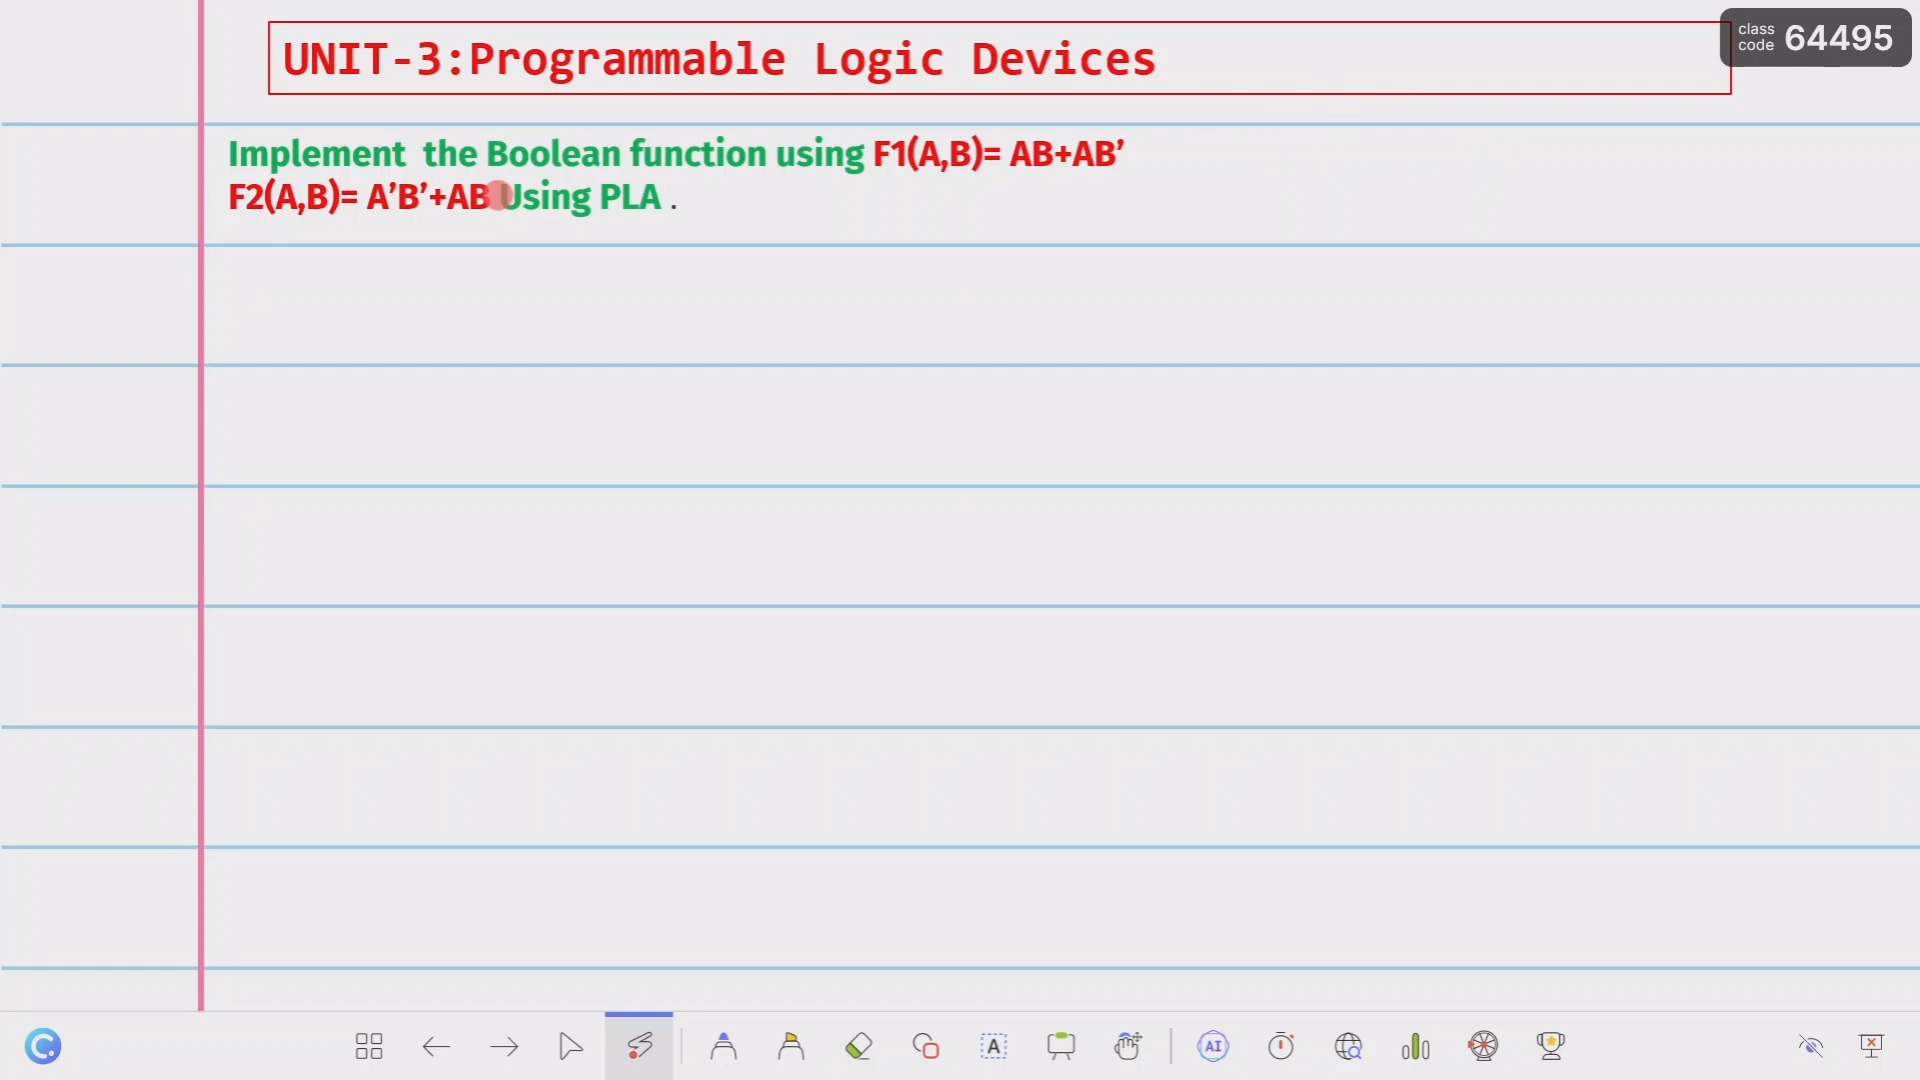 UNIT-3:Programmable Logic Devices
class code 64495
Implement the Boolean function using F1(A,B)= AB+AB’
F2(A,B)= A’B’+AB Using PLA .
A
AI